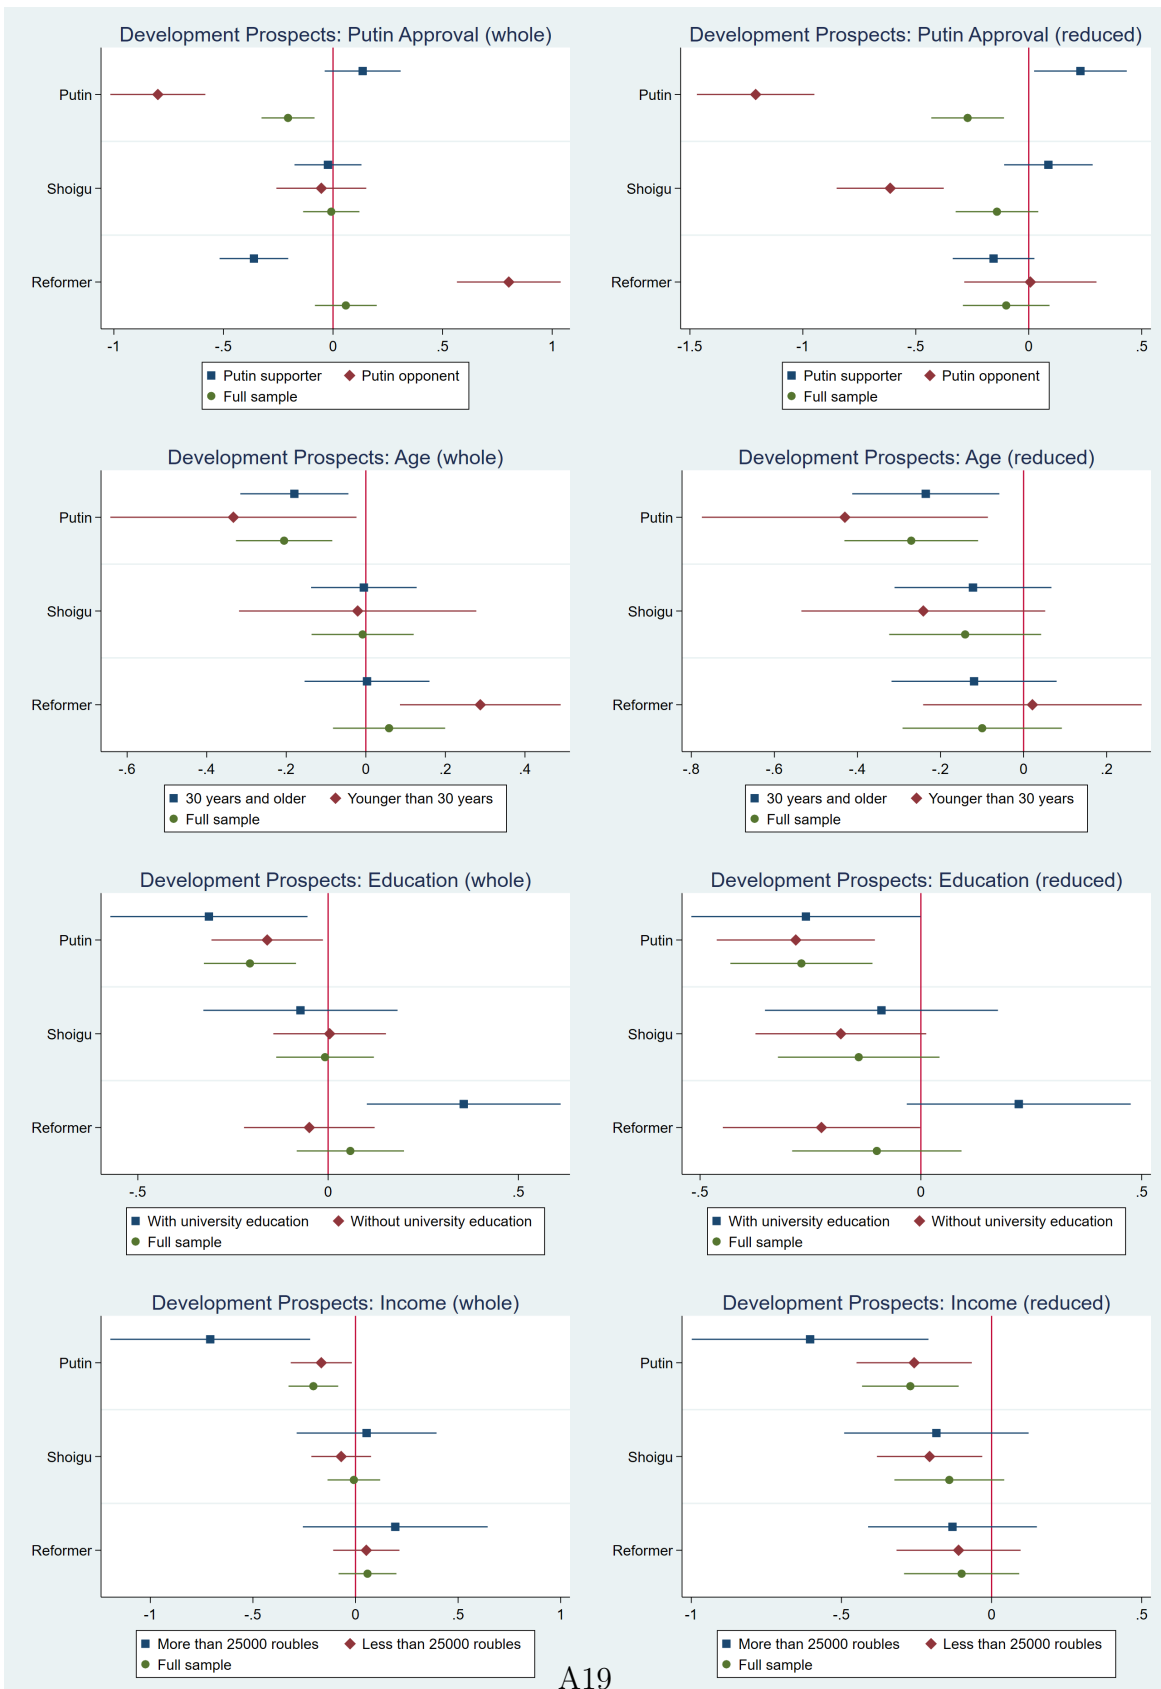 Development Prospects: Putin Approval (whole)
Putin
Shoigu
Reformer
-1 -.5 0 .5 1
Putin supporter Putin opponent
Full sample
Development Prospects: Putin Approval (reduced)
Putin
Shoigu
Reformer
-1.5 -1 -.5 0 .5
Putin supporter Putin opponent
Full sample
Development Prospects: Age (whole)
Putin
Shoigu
Reformer
-.6 -.4 -.2 0 .2 .4
30 years and older Younger than 30 years
Full sample
Development Prospects: Age (reduced)
Putin
Shoigu
Reformer
-.8 -.6 -.4 -.2 0 .2
30 years and older Younger than 30 years
Full sample
Development Prospects: Education (whole)
Putin
Shoigu
Reformer
-.5 0 .5
With university education Without university education
Full sample
Development Prospects: Education (reduced)
Putin
Shoigu
Reformer
-.5 0 .5
With university education Without university education
Full sample
Development Prospects: Income (whole)
Putin
Shoigu
Reformer
-1 -.5 0 .5 1
More than 25000 roubles Less than 25000 roubles
Full sample
Development Prospects: Income (reduced)
Putin
Shoigu
Reformer
-1 -.5 0 .5
More than 25000 roubles Less than 25000 roubles
Full sample
A19